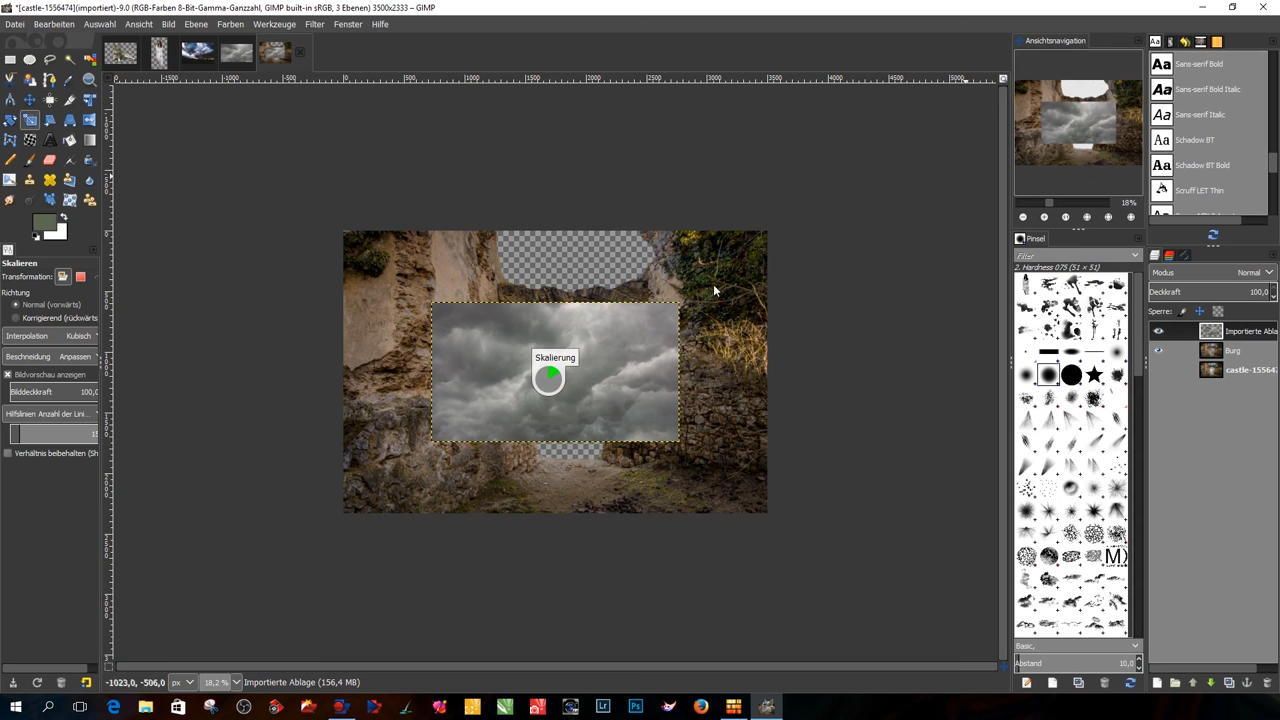 *[castle-1556474](importiert)-9.0 (RGB-Farben 8-Bit-Gamma-Ganzzahl, GIMP built-in sRGB, 3 Ebenen) 3500x2333 – GIMP
Datei Bearbeiten Auswahl Ansicht Bild Ebene Farben Werkzeuge Filter Fenster Hilfe
Ansichtsnavigation
Sans-serif Bold
Sans-serif Bold Italic
Sans-serif Italic
Schadow BT
Schadow BT Bold
Scruff LET Thin
18%
Pinsel
Filter
2. Hardness 075 (51 × 51)
Modus Normal
Deckkraft 100,0
Sperre:
Importierte Abla
Burg
castle-15564
Skalieren
Transformation:
Richtung
Normal (vorwärts)
Korrigierend (rückwärts
Interpolation Kubisch
Beschneidung Anpassen
Bildvorschau anzeigen
Bilddeckkraft 100,
Hilfslinien Anzahl der Lini...
15
Verhältnis beibehalten (Sh
Skalierung
Basic,
Abstand 10,0
-1023,0, -506,0 px 18,2 % Importierte Ablage (156,4 MB)